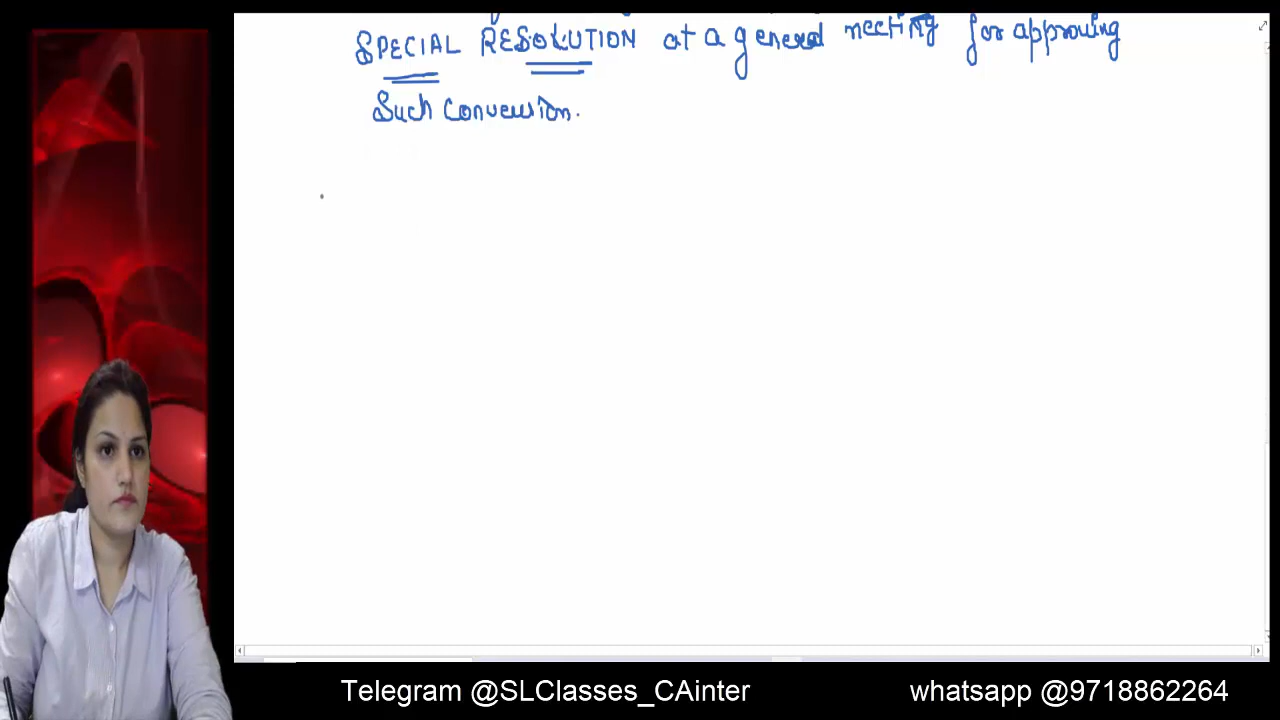 SPECIAL RESOLUTION at a general meeting for approving
Such conversion.
Telegram @SLClasses_CAinter
whatsapp @9718862264